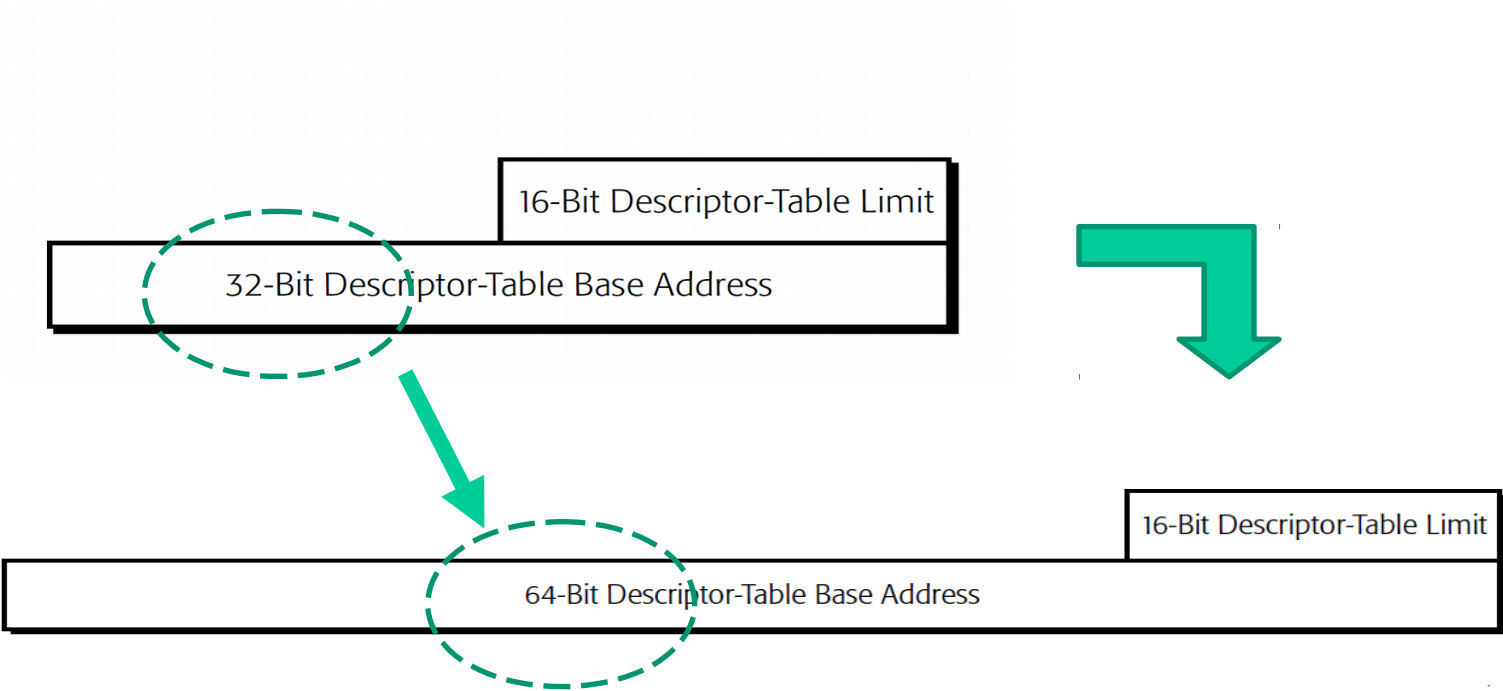 16-Bit Descriptor-Table Limit
32-Bit Descriptor-Table Base Address
16-Bit Descriptor-Table Limit
64-Bit Descriptor-Table Base Address